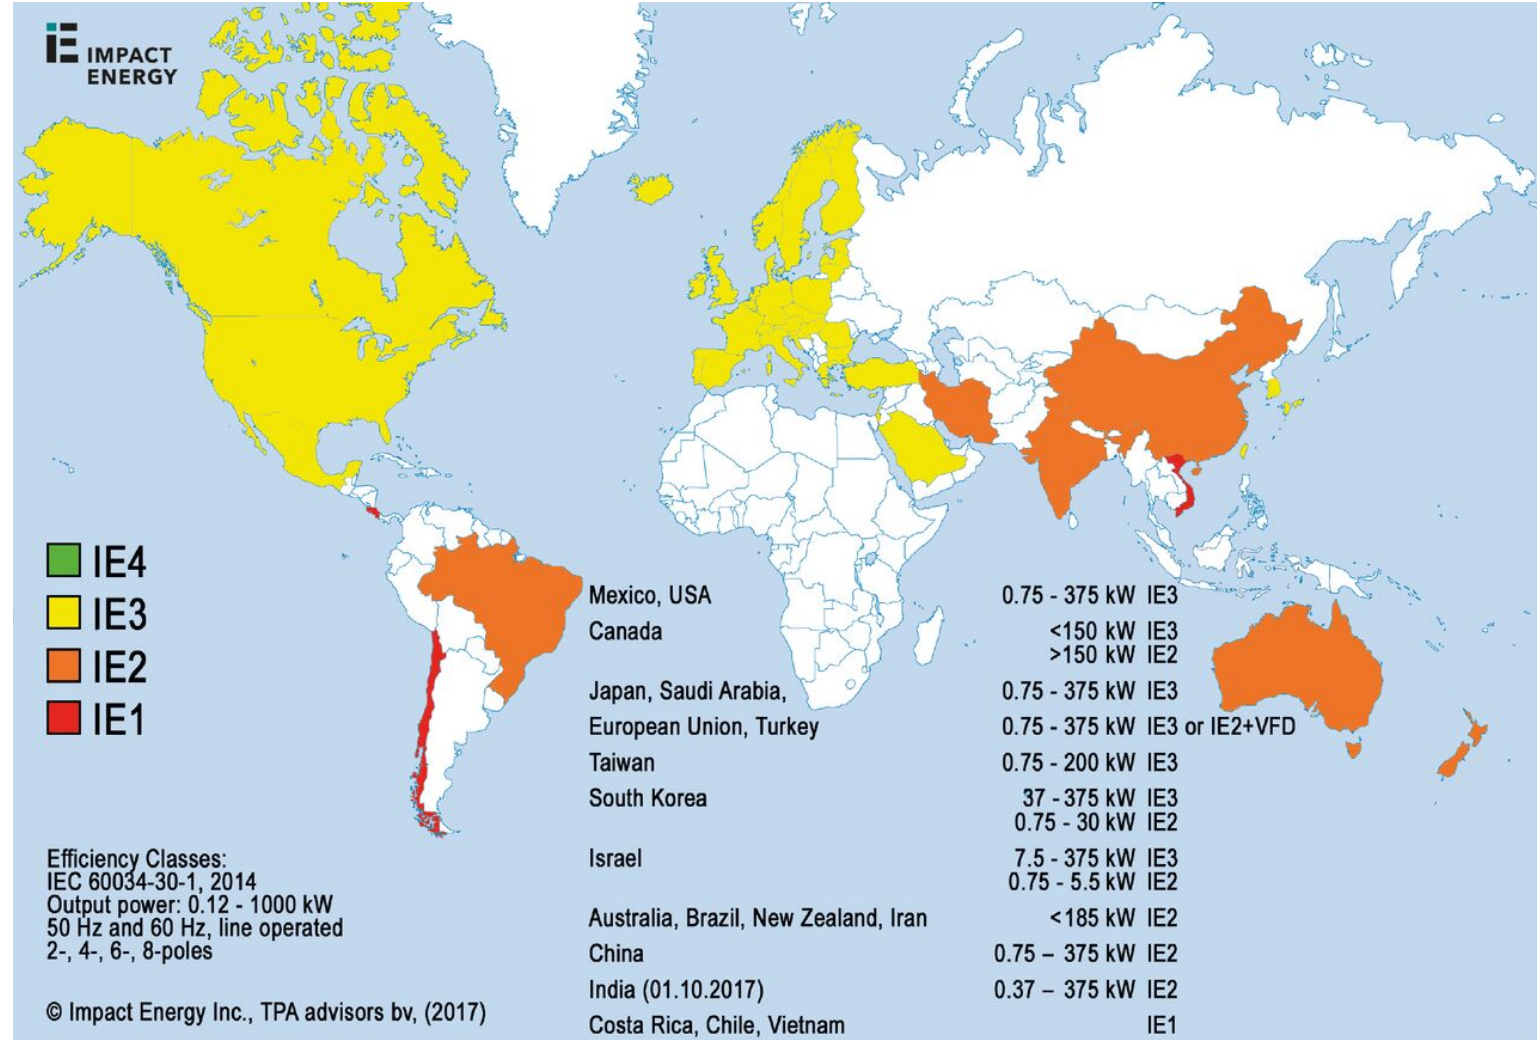 iE IMPACT
ENERGY
IE4
IE3
IE2
IE1
Mexico, USA 0.75 - 375 kW IE3
Canada <150 kW IE3
>150 kW IE2
Japan, Saudi Arabia, 0.75 - 375 kW IE3
European Union, Turkey 0.75 - 375 kW IE3 or IE2+VFD
Taiwan 0.75 - 200 kW IE3
South Korea 37 - 375 kW IE3
0.75 - 30 kW IE2
Israel 7.5 - 375 kW IE3
0.75 - 5.5 kW IE2
Australia, Brazil, New Zealand, Iran <185 kW IE2
China 0.75 – 375 kW IE2
India (01.10.2017) 0.37 – 375 kW IE2
Costa Rica, Chile, Vietnam IE1
Efficiency Classes:
IEC 60034-30-1, 2014
Output power: 0.12 - 1000 kW
50 Hz and 60 Hz, line operated
2-, 4-, 6-, 8-poles
© Impact Energy Inc., TPA advisors bv, (2017)